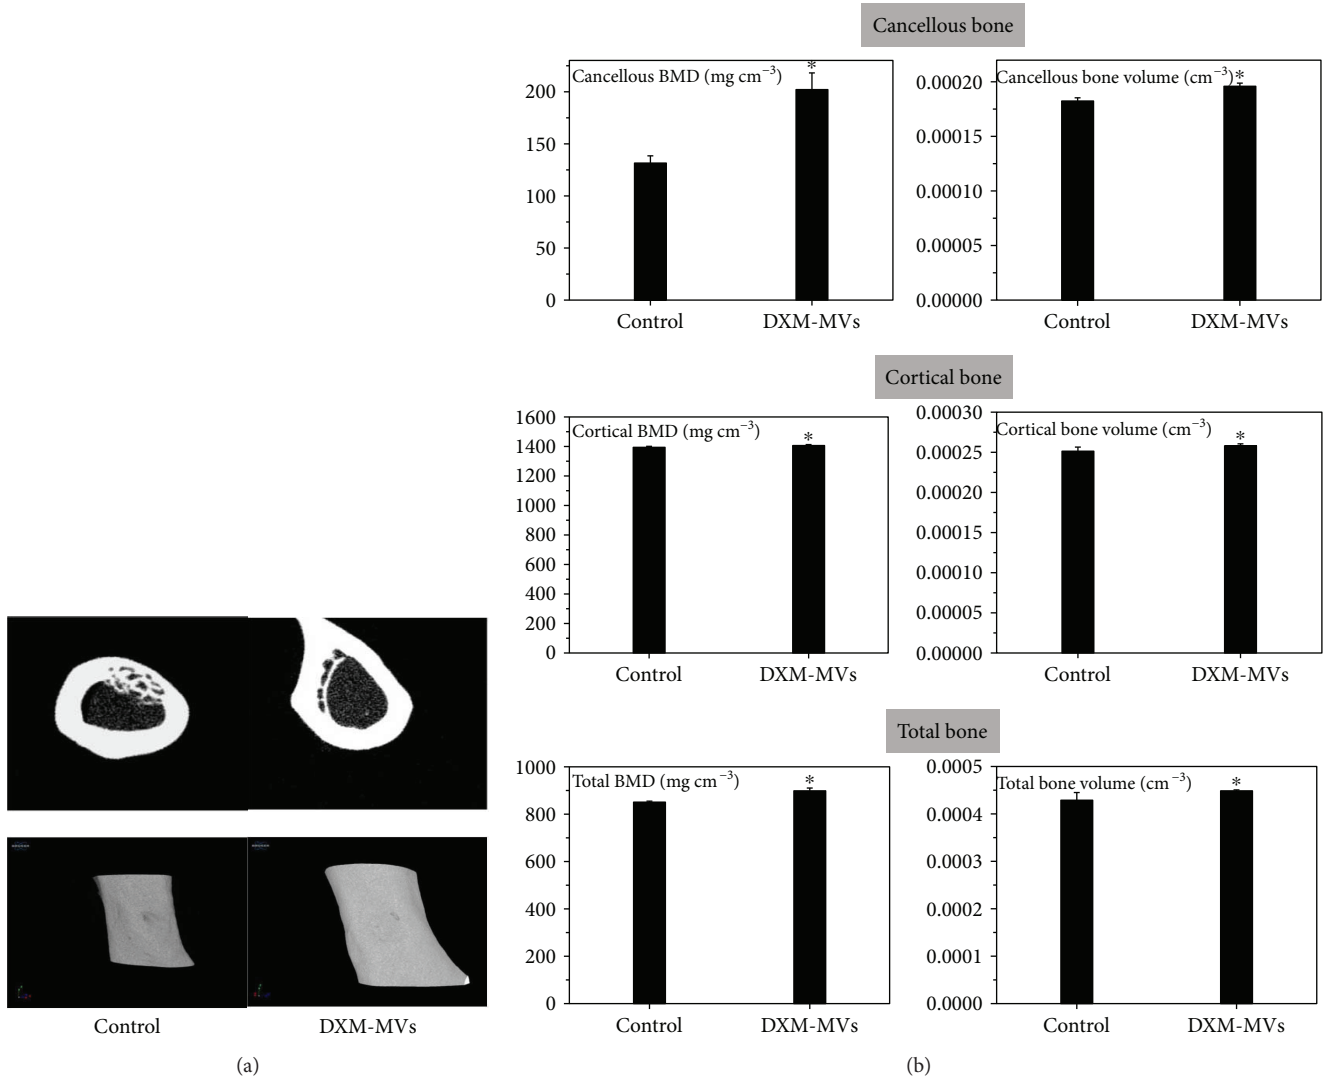 Cancellous bone
Cancellous BMD (mg cm⁻³)
*
200
150
100
50
0
Control
DXM-MVs
Cancellous bone volume (cm⁻³)
*
0.00020
0.00015
0.00010
0.00005
0.00000
Control
DXM-MVs
Cortical bone
Cortical BMD (mg cm⁻³)
*
1600
1400
1200
1000
800
600
400
200
0
Control
DXM-MVs
Cortical bone volume (cm⁻³)
*
0.00030
0.00025
0.00020
0.00015
0.00010
0.00005
0.00000
Control
DXM-MVs
Total bone
Total BMD (mg cm⁻³)
*
1000
800
600
400
200
0
Control
DXM-MVs
Total bone volume (cm⁻³)
*
0.0005
0.0004
0.0003
0.0002
0.0001
0.0000
Control
DXM-MVs
Control
DXM-MVs
(a)
(b)